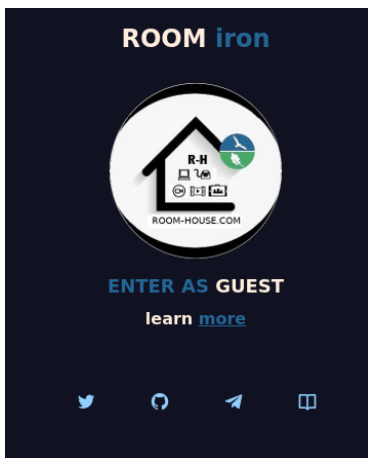 ROOM iron
R-H
ROOM-HOUSE.COM
ENTER AS GUEST
learn more